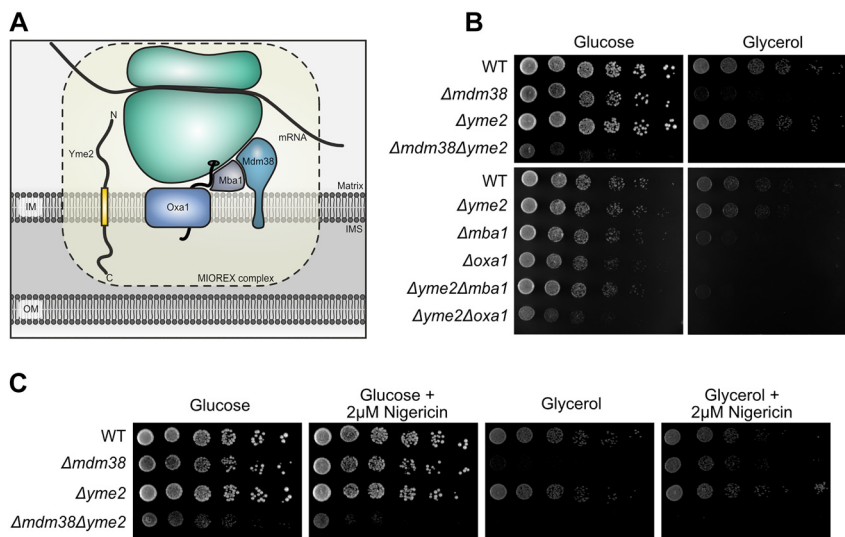 A
N
Yme2
mRNA
Mdm38
Mba1
Oxa1
Matrix
IM
IMS
C
MIOREX complex
OM
B
Glucose Glycerol
WT
Δmdm38
Δyme2
Δmdm38Δyme2
WT
Δyme2
Δmba1
Δoxa1
Δyme2Δmba1
Δyme2Δoxa1
C
Glucose Glucose + Glycerol Glycerol +
2μM Nigericin 2μM Nigericin
WT
Δmdm38
Δyme2
Δmdm38Δyme2